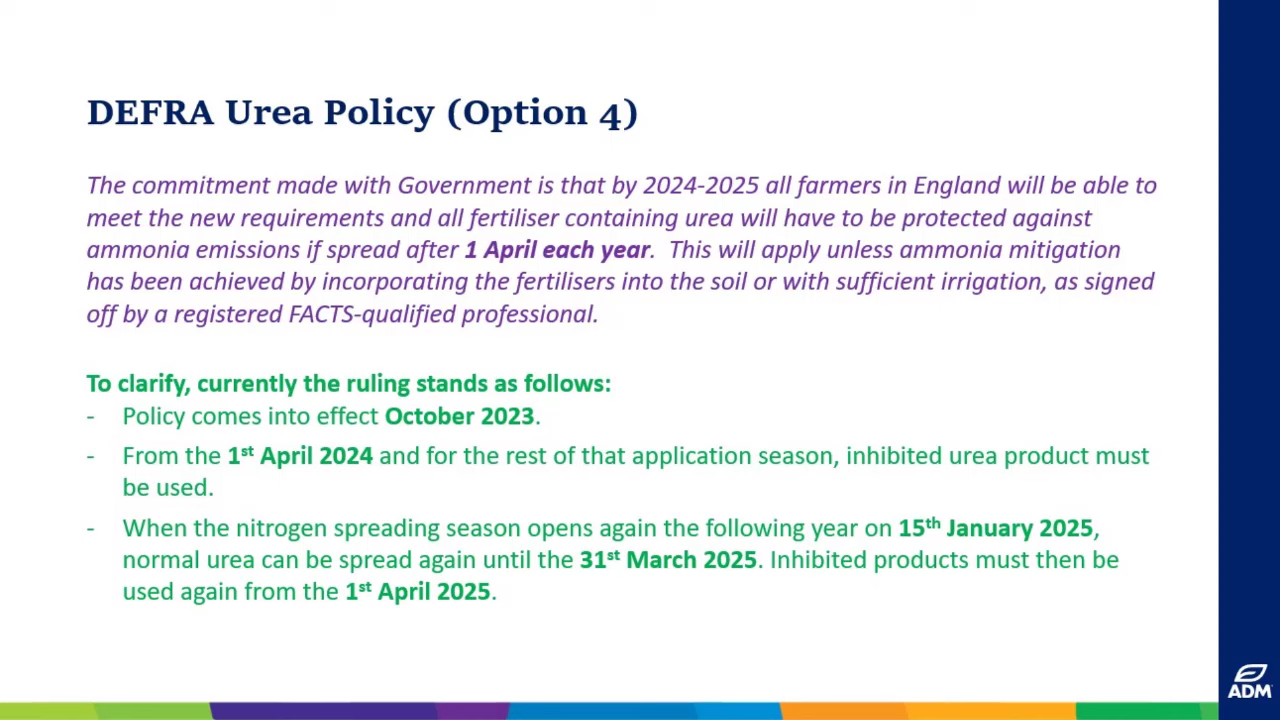 DEFRA Urea Policy (Option 4)
The commitment made with Government is that by 2024-2025 all farmers in England will be able to
meet the new requirements and all fertiliser containing urea will have to be protected against
ammonia emissions if spread after 1 April each year.  This will apply unless ammonia mitigation
has been achieved by incorporating the fertilisers into the soil or with sufficient irrigation, as signed
off by a registered FACTS-qualified professional.
To clarify, currently the ruling stands as follows:
- Policy comes into effect October 2023.
- From the 1st April 2024 and for the rest of that application season, inhibited urea product must
be used.
- When the nitrogen spreading season opens again the following year on 15th January 2025,
normal urea can be spread again until the 31st March 2025. Inhibited products must then be
used again from the 1st April 2025.
ADM